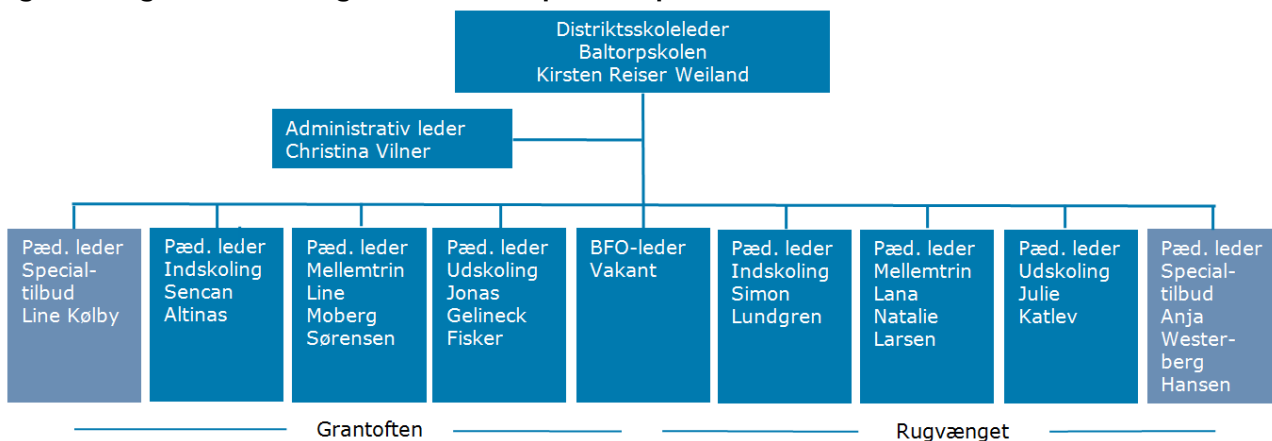 Distriktsskoleleder
Baltorpskolen
Kirsten Reiser Weiland
Administrativ leder
Christina Vilner
Pæd. leder
Special-
tilbud
Line Kølby
Pæd. leder
Indskoling
Sencan
Altinas
Pæd. leder
Mellemtrin
Line
Moberg
Sørensen
Pæd. leder
Udskoling
Jonas
Gelineck
Fisker
BFO-leder
Vakant
Pæd. leder
Indskoling
Simon
Lundgren
Pæd. leder
Mellemtrin
Lana
Natalie
Larsen
Pæd. leder
Udskoling
Julie
Katlev
Pæd. leder
Special-
tilbud
Anja
Wester-
berg
Hansen
Grantoften
Rugvænget